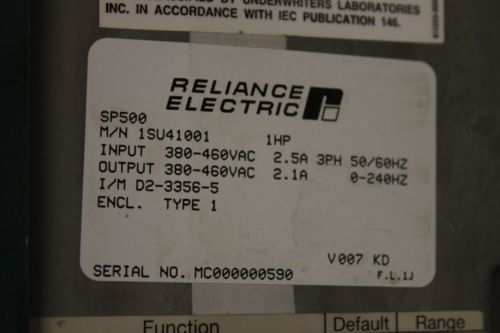 UNDERWRITERS LABORATORIES
INC. IN ACCORDANCE WITH IEC PUBLICATION 146.
RELIANCE
ELECTRIC
SP500
M/N 1SU41001 1HP
INPUT 380-460VAC 2.5A 3PH 50/60HZ
OUTPUT 380-460VAC 2.1A 0-240HZ
I/M D2-3356-5
ENCL. TYPE 1
V007 KD
SERIAL NO. MC000000590
F.L.1J
Function Default Range